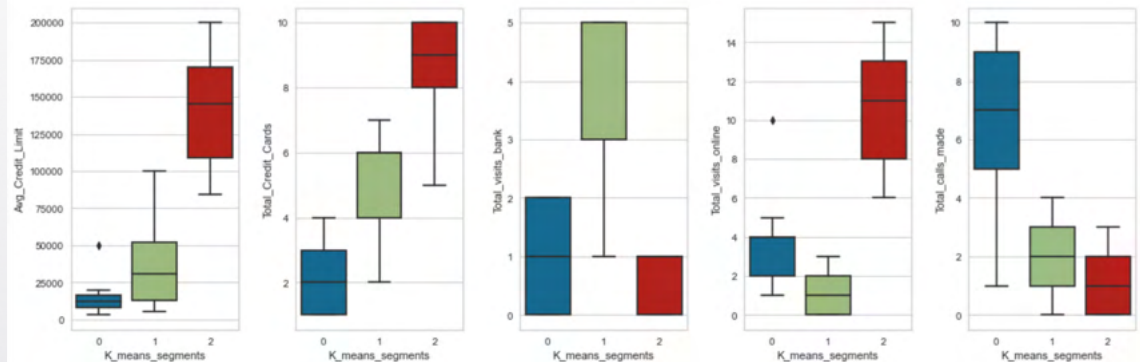 Avg_Credit_Limit
200000
175000
150000
125000
100000
75000
50000
25000
0
0 1 2
K_means_segments
Total_Credit_Cards
10
8
6
4
2
0 1 2
K_means_segments
Total_visits_bank
5
4
3
2
1
0
0 1 2
K_means_segments
Total_visits_online
14
12
10
8
6
4
2
0
0 1 2
K_means_segments
Total_calls_made
10
8
6
4
2
0
0 1 2
K_means_segments